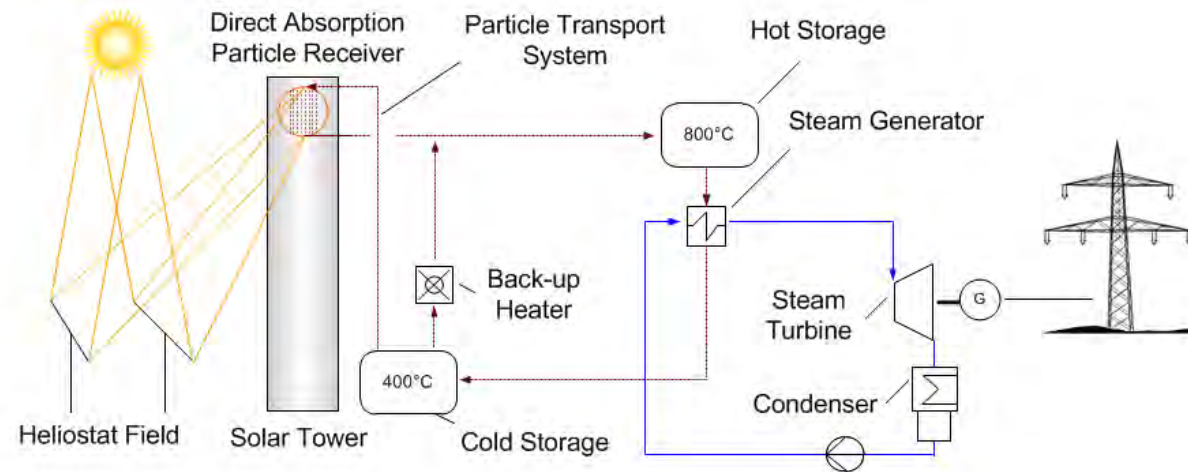 Direct Absorption
Particle Receiver
Particle Transport
System
Hot Storage
800°C
Steam Generator
Back-up
Heater
Steam
Turbine
G
400°C
Condenser
Heliostat Field
Solar Tower
Cold Storage